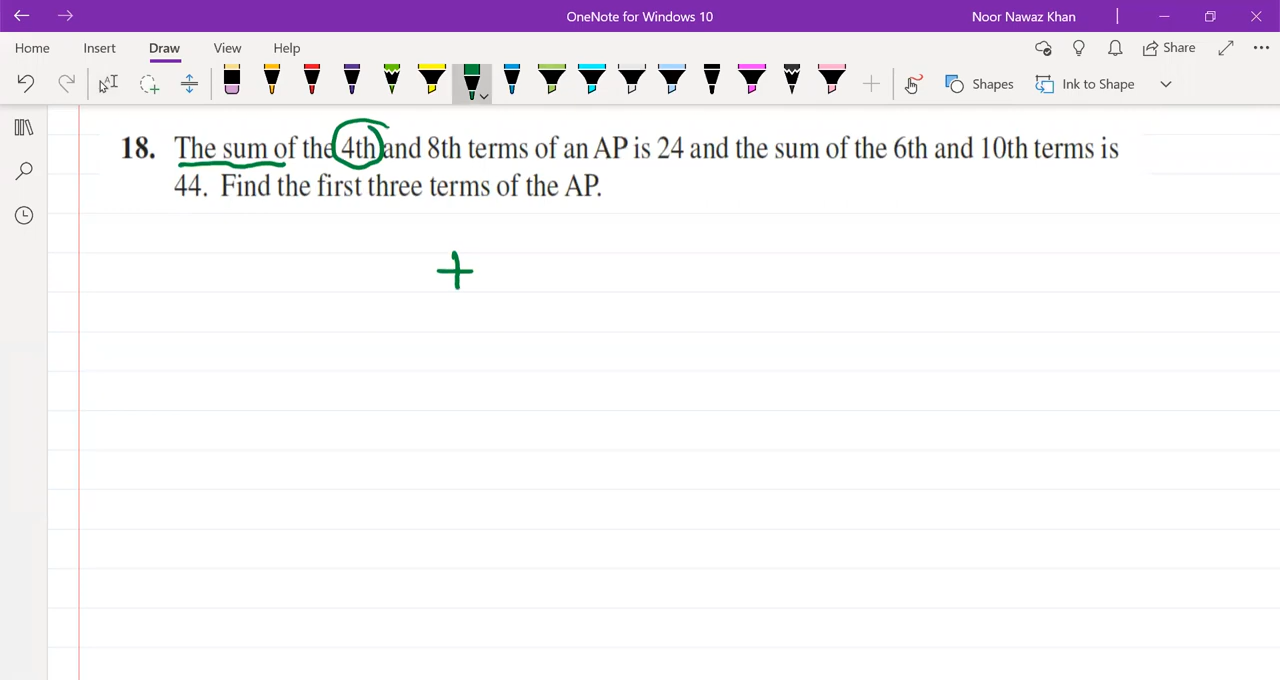 OneNote for Windows 10
Noor Nawaz Khan
Home Insert Draw View Help
Share
Shapes
Ink to Shape
18. The sum of the 4th and 8th terms of an AP is 24 and the sum of the 6th and 10th terms is
44. Find the first three terms of the AP.
+